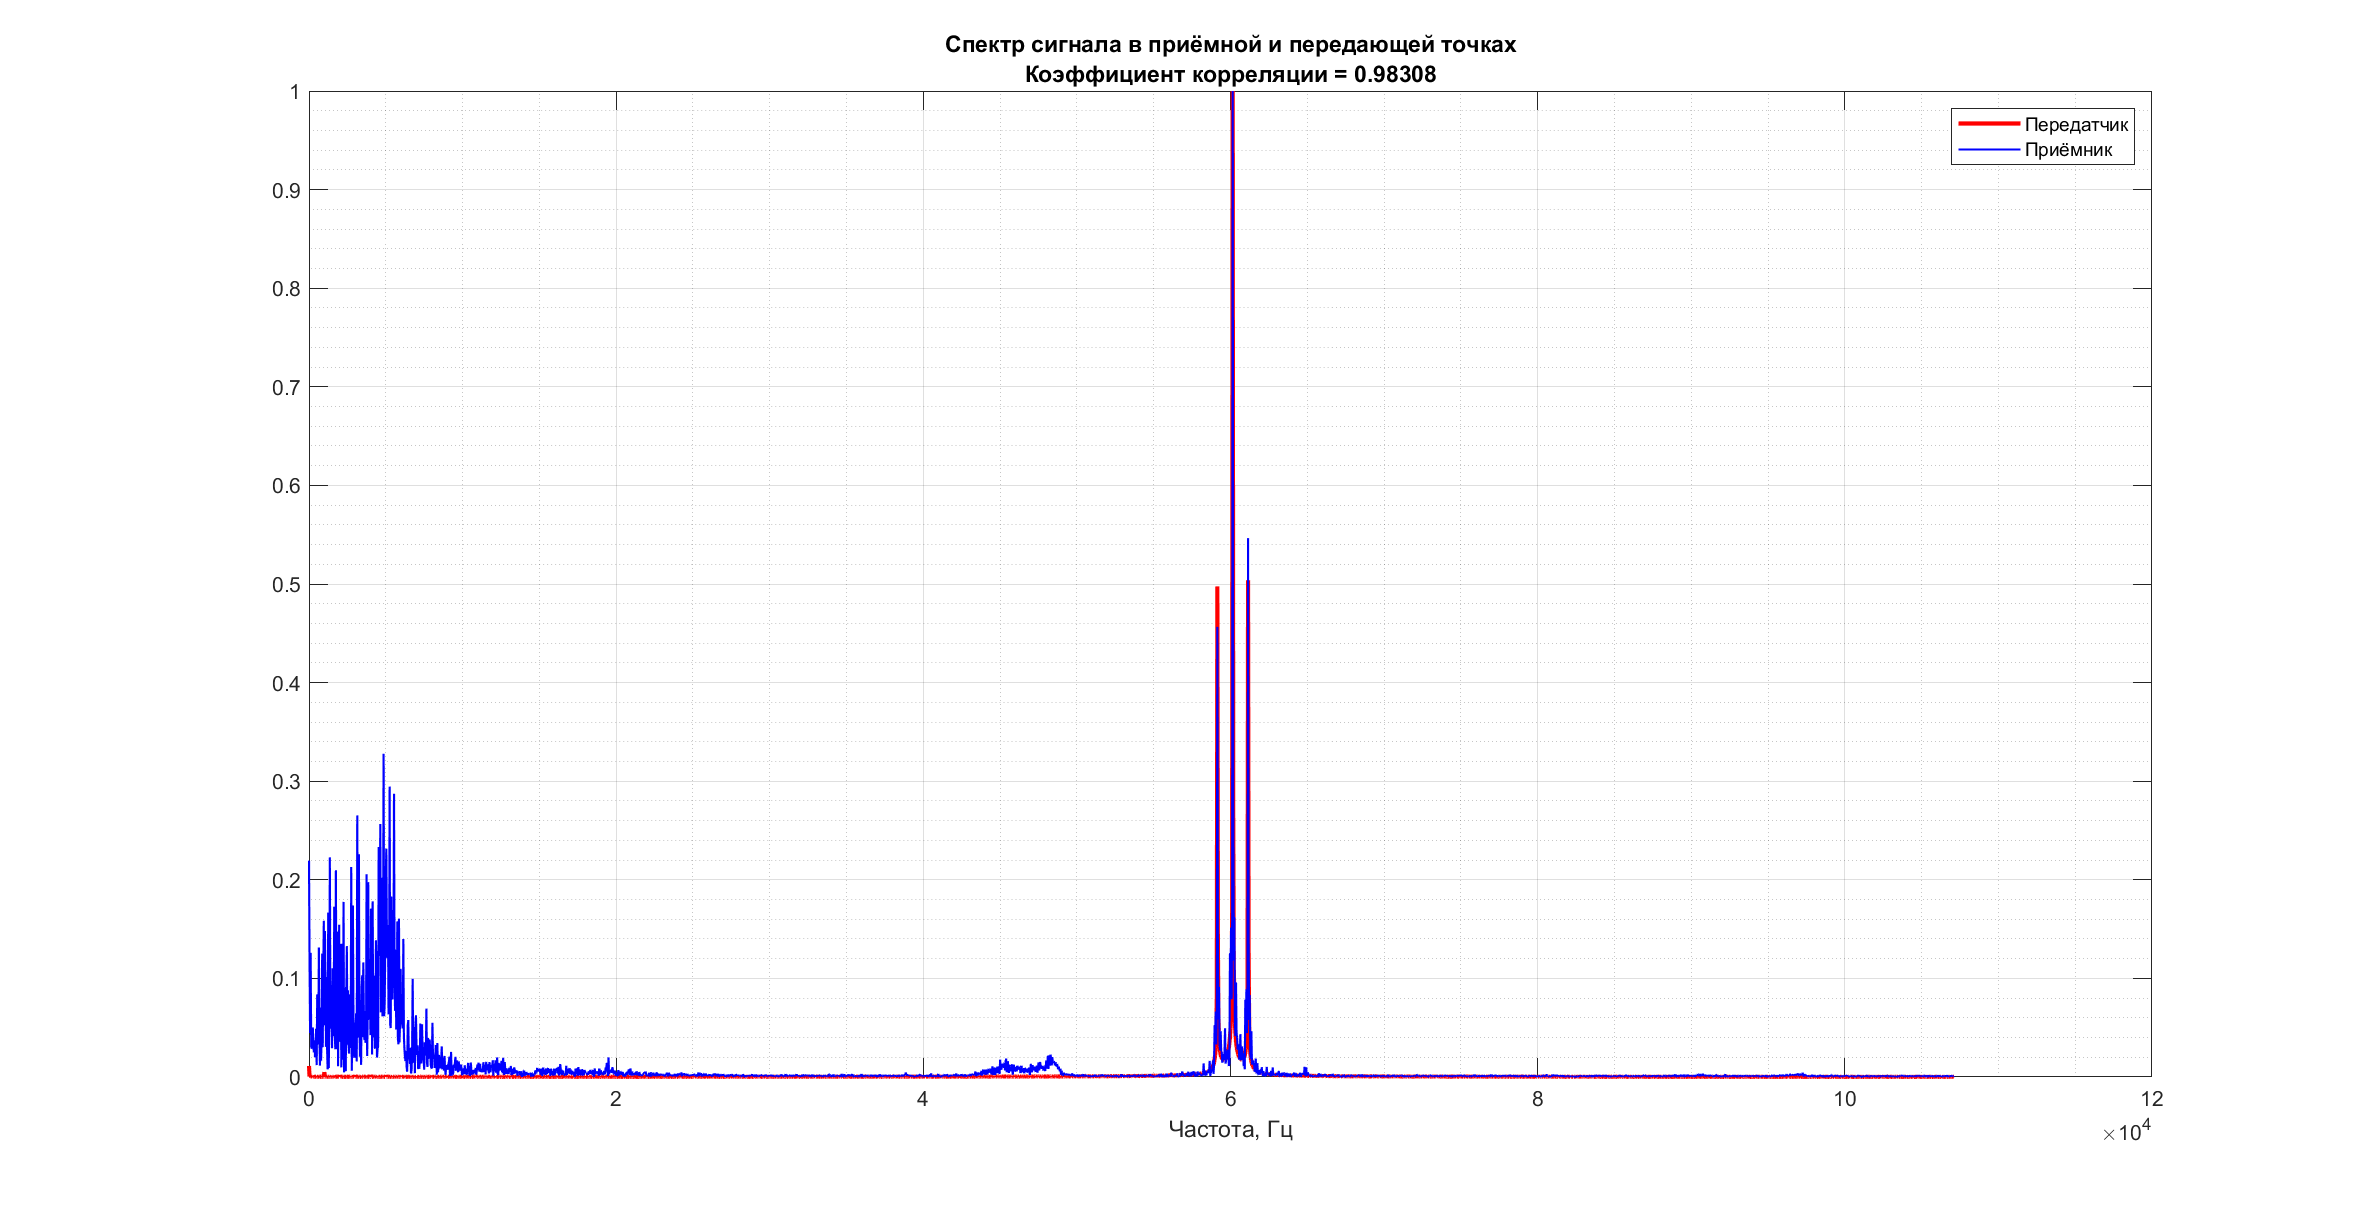 Спектр сигнала в приёмной и передающей точках
Коэффициент корреляции = 0.98308
1
0.9
0.8
0.7
0.6
0.5
0.4
0.3
0.2
0.1
0
Передатчик
Приёмник
0 2 4 6 8 10 12
Частота, Гц
×10⁴